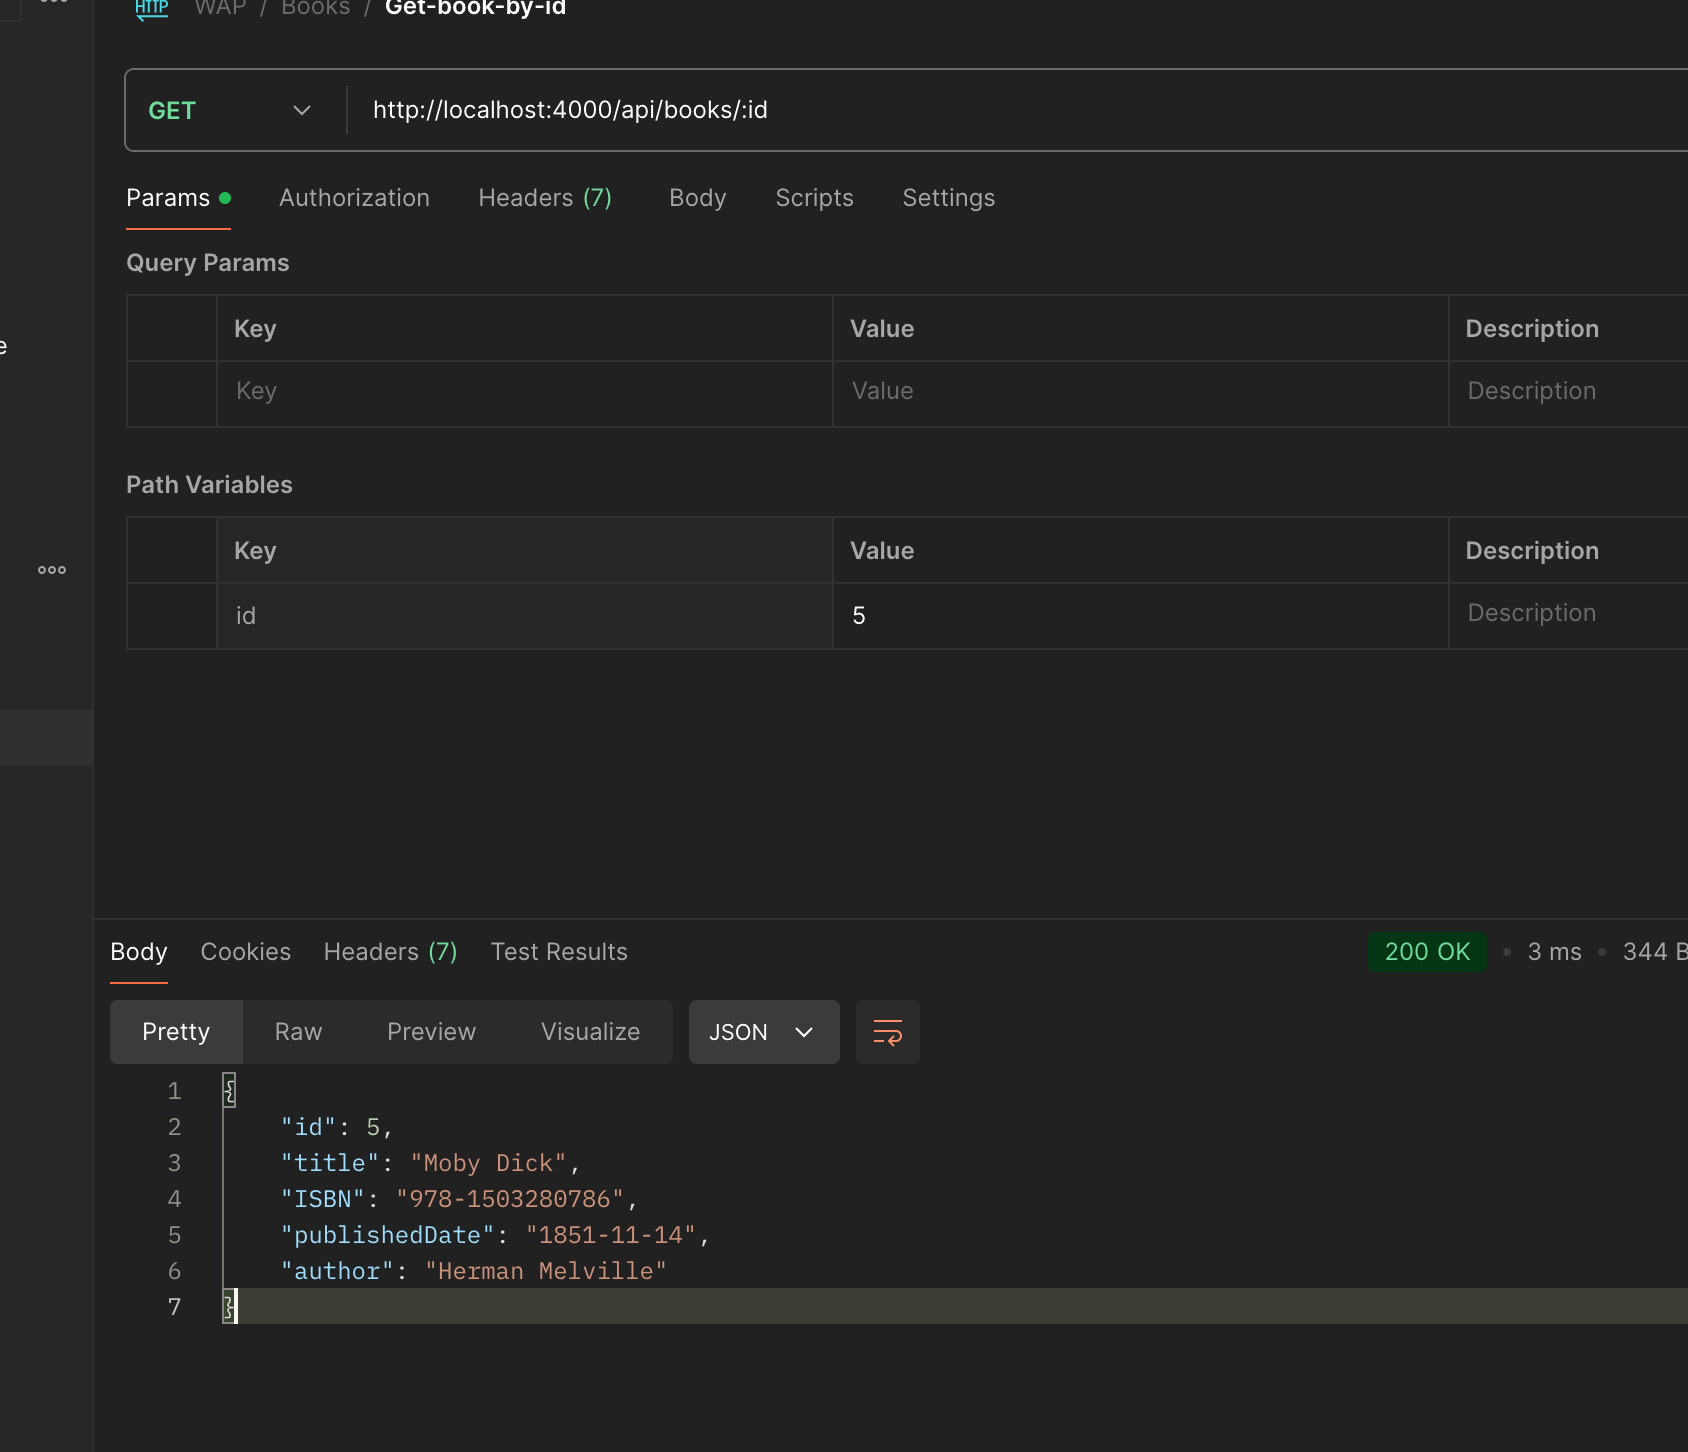 HTTP WAP / Books / Get-book-by-id
GET http://localhost:4000/api/books/:id
Params Authorization Headers (7) Body Scripts Settings
Query Params
Key Value Description
Key Value Description
e
Path Variables
Key Value Description
id 5 Description
Body Cookies Headers (7) Test Results 200 OK • 3 ms • 344 B
Pretty Raw Preview Visualize JSON
1 {
2 "id": 5,
3 "title": "Moby Dick",
4 "ISBN": "978-1503280786",
5 "publishedDate": "1851-11-14",
6 "author": "Herman Melville"
7 }